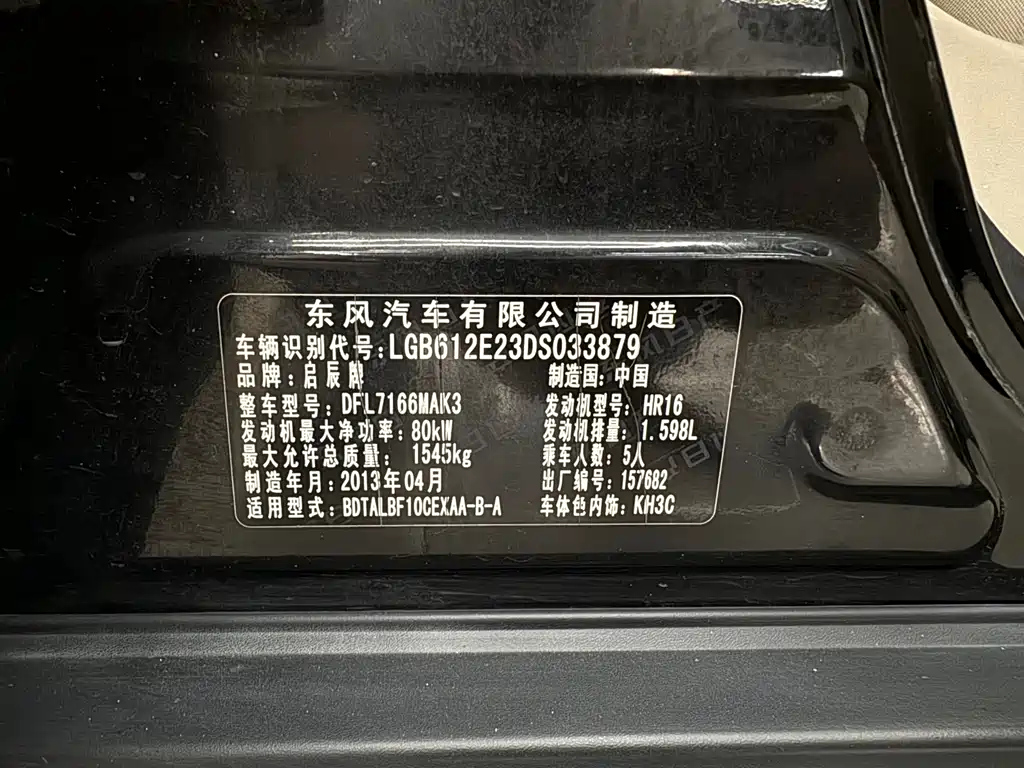 东风汽车有限公司制造
车辆识别代号:LGB612E23DS033879
品牌:启辰牌 制造国:中国
整车型号:DFL7166MAK3 发动机型号:HR16
发动机最大净功率:80kW 发动机排量:1.598L
最大允许总质量:1545kg 乘车人数:5人
制造年月:2013年04月 出厂编号:157682
适用型式:BDTALBF10CEXAA-B-A 车体色内饰:KH3C